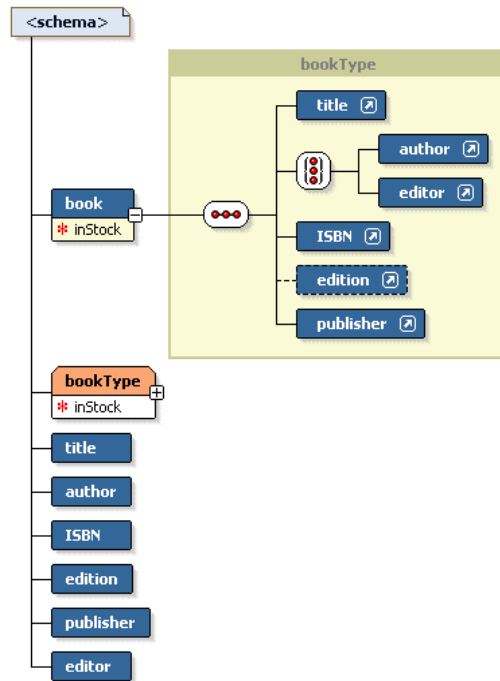 <schema>
bookType
title
author
editor
book
* inStock
ISBN
edition
publisher
bookType
* inStock
title
author
ISBN
edition
publisher
editor